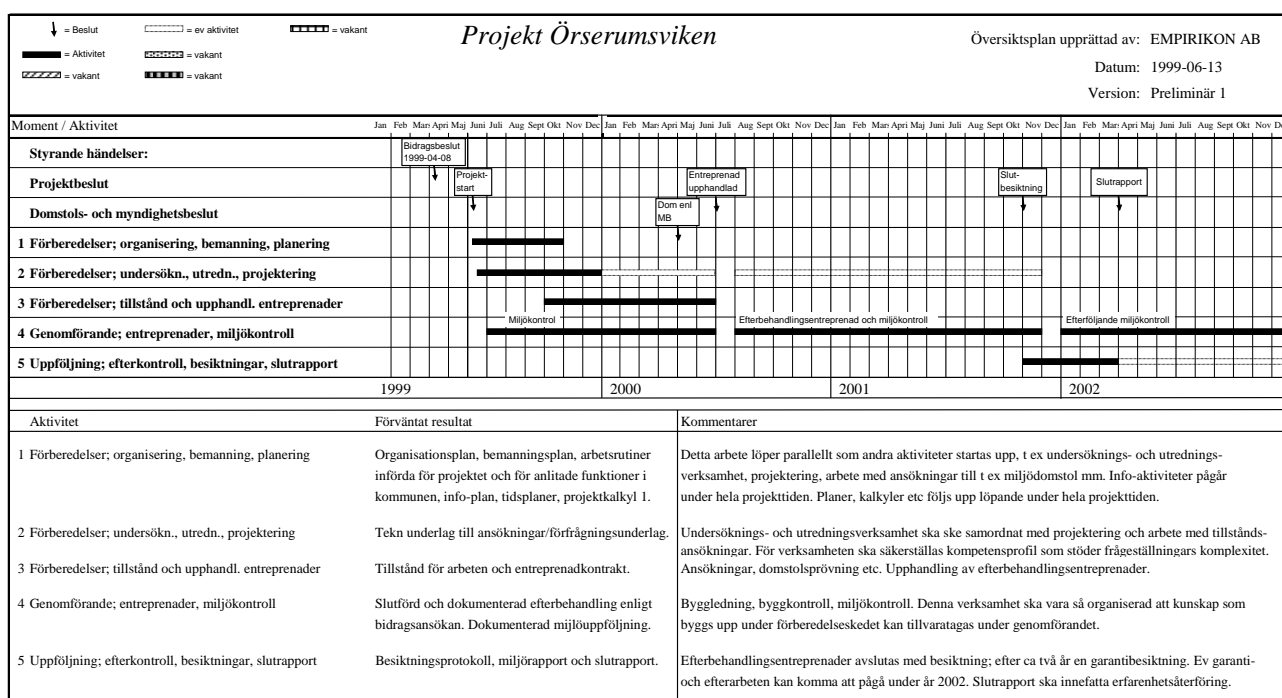 = Beslut
= ev aktivitet
= vakant
= Aktivitet
= vakant
= vakant
= vakant
Projekt Örserumsviken
Översiktsplan upprättad av: EMPIRIKON AB
Datum: 1999-06-13
Version: Preliminär 1
Moment / Aktivitet
Jan Feb Mars Apri Maj Juni Juli Aug Sept Okt Nov Dec Jan Feb Mars Apri Maj Juni Juli Aug Sept Okt Nov Dec Jan Feb Mars Apri Maj Juni Juli Aug Sept Okt Nov Dec Jan Feb Mars Apri Maj Juni Juli Aug Sept Okt Nov De
Styrande händelser:
Bidragsbeslut
1999-04-08
Projektbeslut
Projekt-
start
Entreprenad
upphandlad
Slut-
besiktning
Slutrapport
Domstols- och myndighetsbeslut
Dom enl
MB
1 Förberedelser; organisering, bemanning, planering
2 Förberedelser; undersökn., utredn., projektering
3 Förberedelser; tillstånd och upphandl. entreprenader
Miljökontrol
Efterbehandlingsentreprenad och miljökontroll
Efterföljande miljökontroll
4 Genomförande; entreprenader, miljökontroll
5 Uppföljning; efterkontroll, besiktningar, slutrapport
1999 2000 2001 2002
Aktivitet
Förväntat resultat
Kommentarer
1 Förberedelser; organisering, bemanning, planering
Organisationsplan, bemanningsplan, arbetsrutiner
införda för projektet och för anlitade funktioner i
kommunen, info-plan, tidsplaner, projektkalkyl 1.
Detta arbete löper parallellt som andra aktiviteter startas upp, t ex undersöknings- och utrednings-
verksamhet, projektering, arbete med ansökningar till t ex miljödomstol mm. Info-aktiviteter pågår
under hela projekttiden. Planer, kalkyler etc följs upp löpande under hela projekttiden.
2 Förberedelser; undersökn., utredn., projektering
Tekn underlag till ansökningar/förfrågningsunderlag.
Undersöknings- och utredningsverksamhet ska ske samordnat med projektering och arbete med tillstånds-
ansökningar. För verksamheten ska säkerställas kompetensprofil som stöder frågeställningars komplexitet.
3 Förberedelser; tillstånd och upphandl. entreprenader
Tillstånd för arbeten och entreprenadkontrakt.
Ansökningar, domstolsprövning etc. Upphandling av efterbehandlingsentreprenader.
4 Genomförande; entreprenader, miljökontroll
Slutförd och dokumenterad efterbehandling enligt
bidragsansökan. Dokumenterad mijlöuppföljning.
Byggledning, byggkontroll, miljökontroll. Denna verksamhet ska vara så organiserad att kunskap som
byggs upp under förberedelseskedet kan tillvaratagas under genomförandet.
5 Uppföljning; efterkontroll, besiktningar, slutrapport
Besiktningsprotokoll, miljörapport och slutrapport.
Efterbehandlingsentreprenader avslutas med besiktning; efter ca två år en garantibesiktning. Ev garanti-
och efterarbeten kan komma att pågå under år 2002. Slutrapport ska innefatta erfarenhetsåterföring.